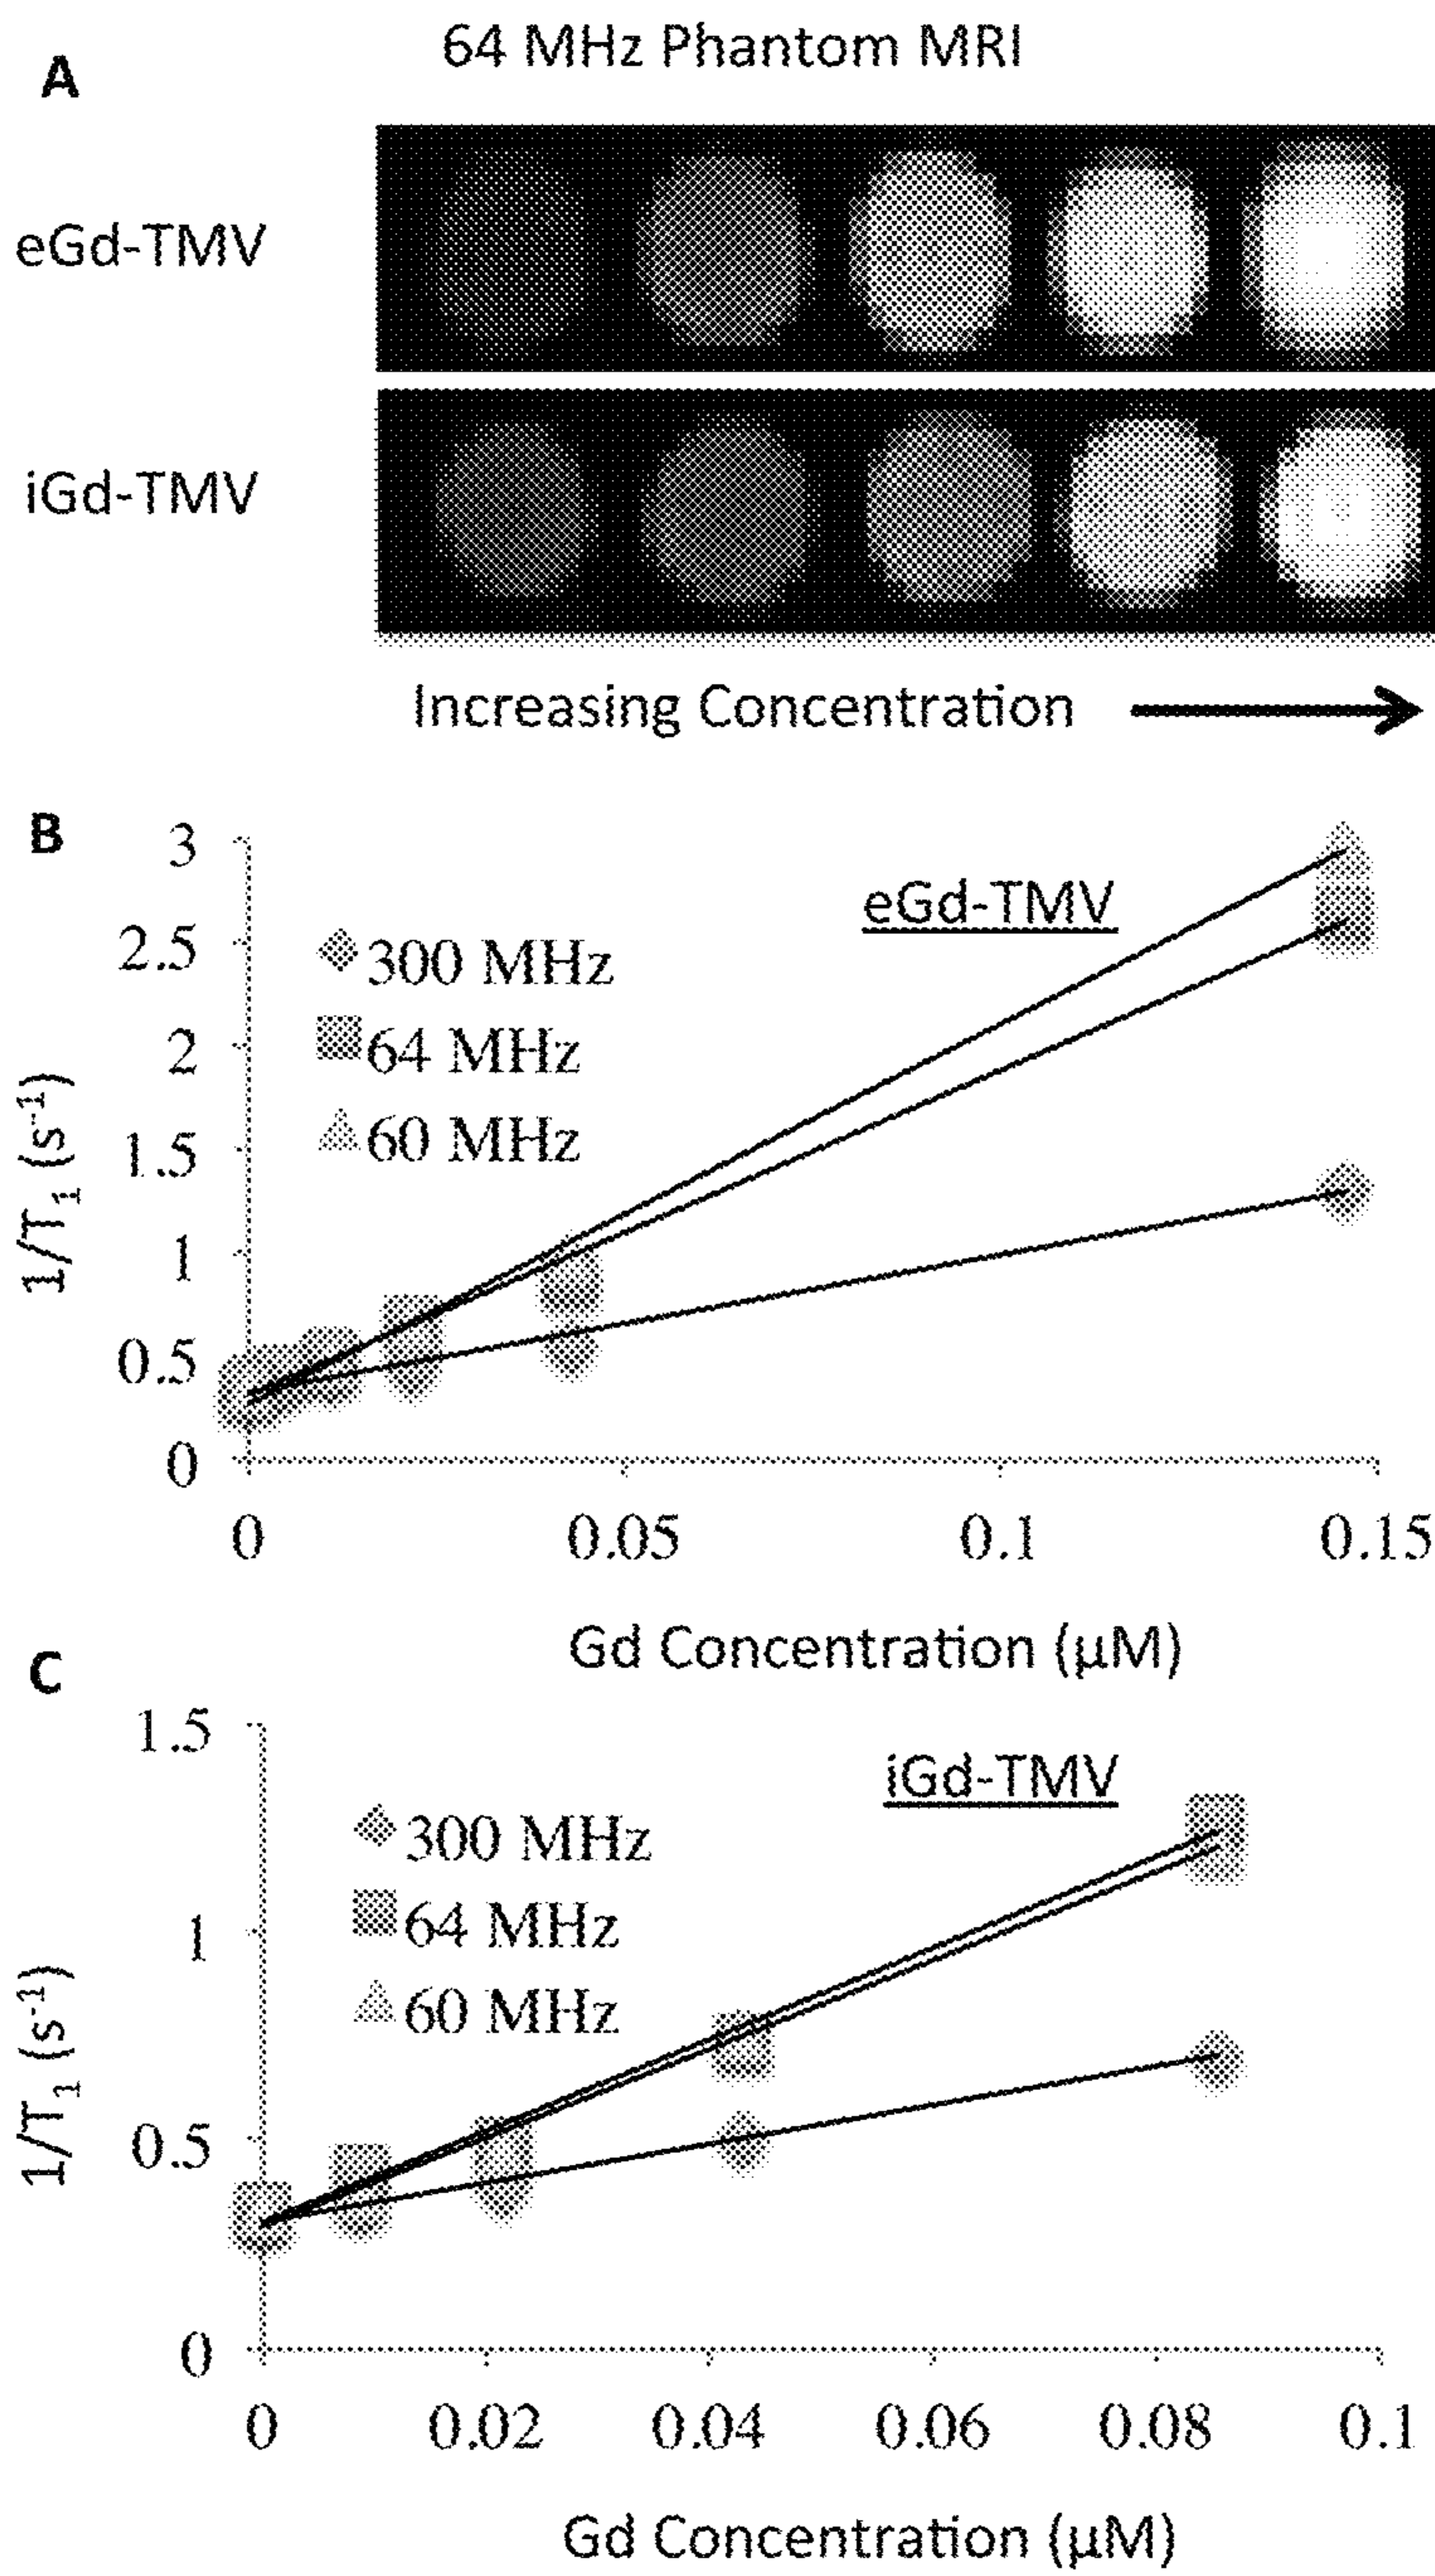 A
64 MHz Phantom MRI
eGd-TMV
iGd-TMV
Increasing Concentration
B
3
2.5
2
1.5
1
0.5
0
1/T₁ (s⁻¹)
eGd-TMV
300 MHz
64 MHz
60 MHz
0 0.05 0.1 0.15
Gd Concentration (μM)
C
1.5
1
0.5
0
1/T₁ (s⁻¹)
iGd-TMV
300 MHz
64 MHz
60 MHz
0 0.02 0.04 0.06 0.08 0.1
Gd Concentration (μM)